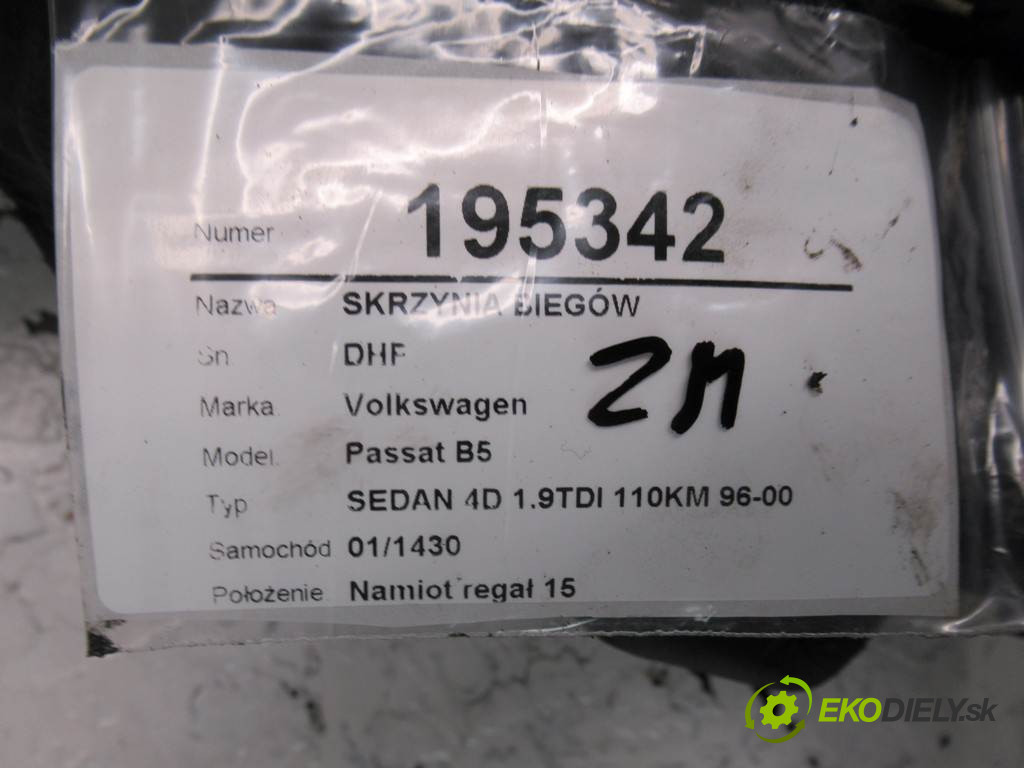 Numer 195342
Nazwa SKRZYNIA BIEGÓW
Sn DHF
Marka Volkswagen
ZM
Model Passat B5
Typ SEDAN 4D 1.9TDI 110KM 96-00
Samochód 01/1430
Położenie Namiot regał 15
EKODIELY.sk